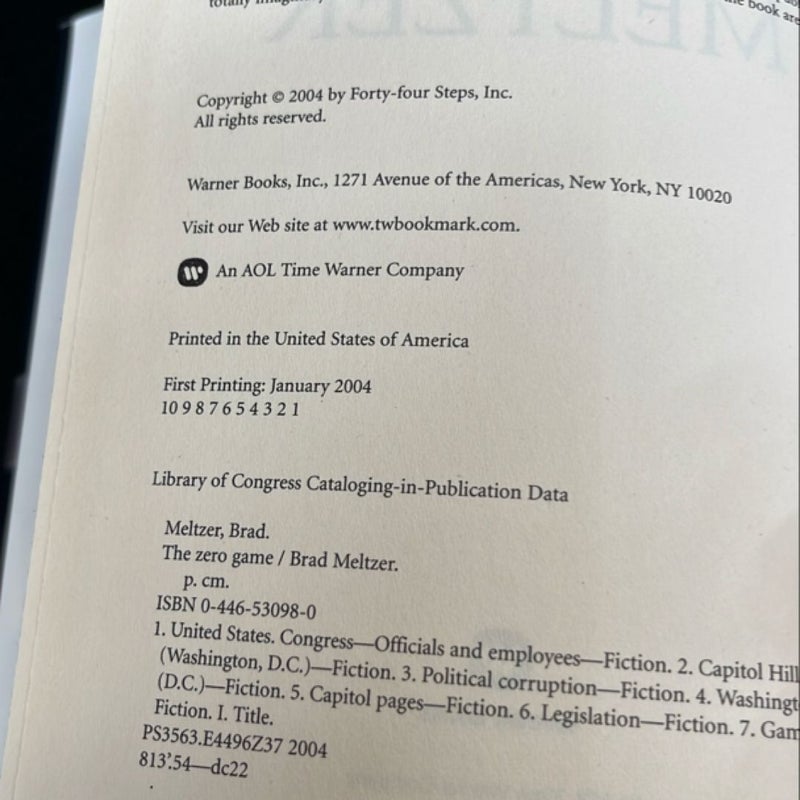 book are
Copyright © 2004 by Forty-four Steps, Inc.
All rights reserved.
Warner Books, Inc., 1271 Avenue of the Americas, New York, NY 10020
Visit our Web site at www.twbookmark.com.
W An AOL Time Warner Company
Printed in the United States of America
First Printing: January 2004
10 9 8 7 6 5 4 3 2 1
Library of Congress Cataloging-in-Publication Data
Meltzer, Brad.
The zero game / Brad Meltzer.
p. cm.
ISBN 0-446-53098-0
1. United States. Congress—Officials and employees—Fiction. 2. Capitol Hill
(Washington, D.C.)—Fiction. 3. Political corruption—Fiction. 4. Washingt
(D.C.)—Fiction. 5. Capitol pages—Fiction. 6. Legislation—Fiction. 7. Gam
Fiction. I. Title.
PS3563.E4496Z37 2004
813'.54—dc22